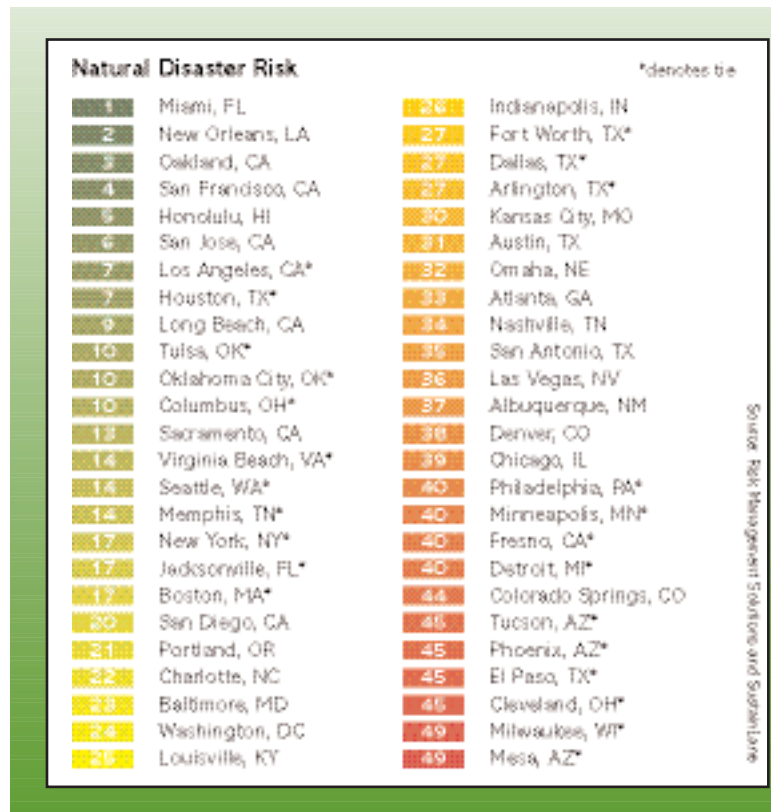 Natural Disaster Risk
*denotes tie
1 Miami, FL
2 New Orleans, LA
3 Oakland, CA
4 San Francisco, CA
5 Honolulu, HI
6 San Jose, CA
7 Los Angeles, CA*
7 Houston, TX*
9 Long Beach, CA
10 Tulsa, OK*
10 Oklahoma City, OK*
10 Columbus, OH*
13 Sacramento, CA
14 Virginia Beach, VA*
14 Seattle, WA*
14 Memphis, TN*
17 New York, NY*
17 Jacksonville, FL*
17 Boston, MA*
20 San Diego, CA
21 Portland, OR
22 Charlotte, NC
23 Baltimore, MD
24 Washington, DC
25 Louisville, KY
26 Indianapolis, IN
27 Fort Worth, TX*
27 Dallas, TX*
27 Arlington, TX*
30 Kansas City, MO
31 Austin, TX
32 Omaha, NE
33 Atlanta, GA
34 Nashville, TN
35 San Antonio, TX
36 Las Vegas, NV
37 Albuquerque, NM
38 Denver, CO
39 Chicago, IL
40 Philadelphia, PA*
40 Minneapolis, MN*
40 Fresno, CA*
40 Detroit, MI*
44 Colorado Springs, CO
45 Tucson, AZ*
45 Phoenix, AZ*
45 El Paso, TX*
45 Cleveland, OH*
49 Milwaukee, WI*
49 Mesa, AZ*
Source: Risk Management Solutions and SustainLane